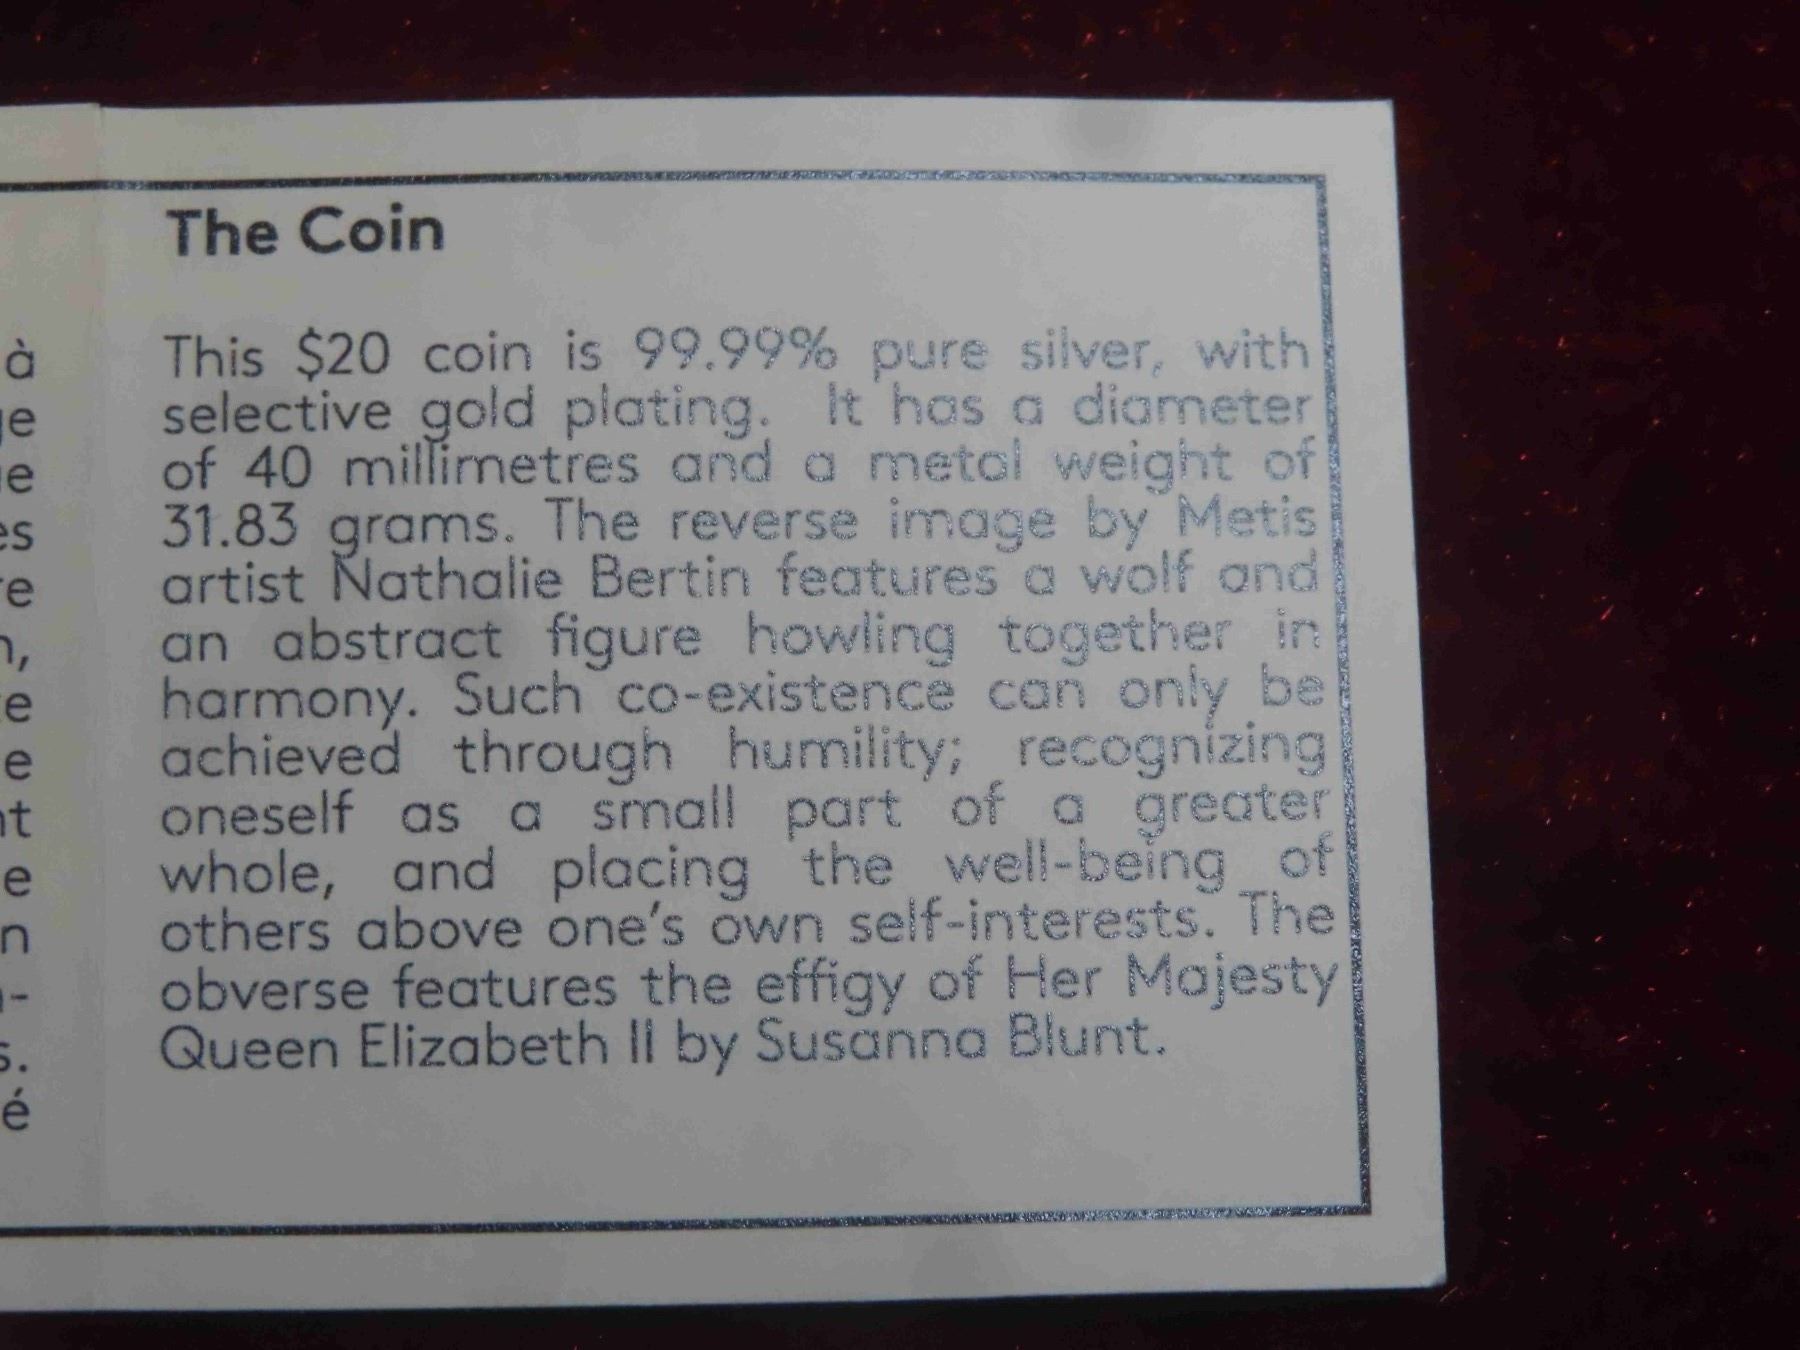 The Coin
This $20 coin is 99.99% pure silver, with
selective gold plating. It has a diameter
of 40 millimetres and a metal weight of
31.83 grams. The reverse image by Metis
artist Nathalie Bertin features a wolf and
an abstract figure howling together in
harmony. Such co-existence can only be
achieved through humility; recognizing
oneself as a small part of a greater
whole, and placing the well-being of
others above one's own self-interests. The
obverse features the effigy of Her Majesty
Queen Elizabeth II by Susanna Blunt.
à